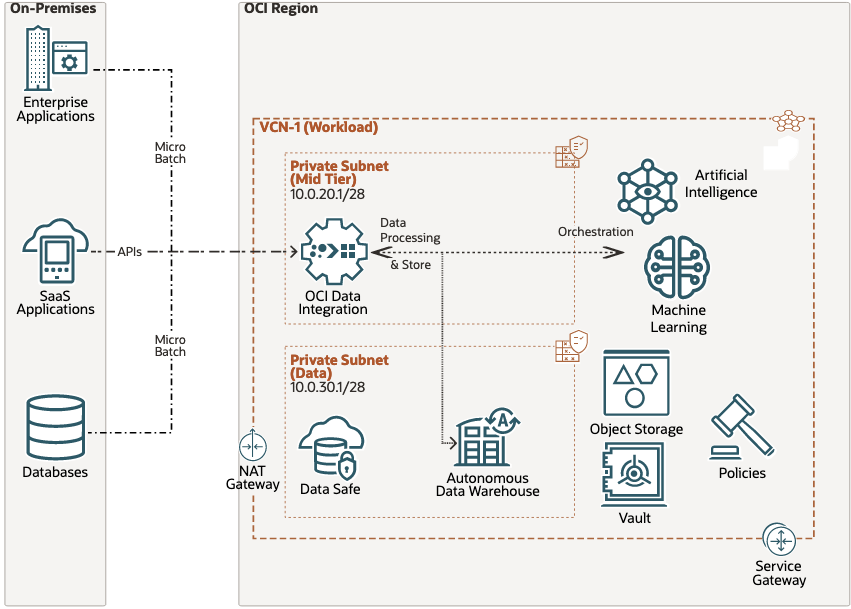 On-Premises
Enterprise
Applications
Micro
Batch
APIs
SaaS
Applications
Micro
Batch
Databases
OCI Region
VCN-1 (Workload)
Private Subnet
(Mid Tier)
10.0.20.1/28
Data
Processing
& Store
Orchestration
OCI Data
Integration
Artificial
Intelligence
Machine
Learning
Private Subnet
(Data)
10.0.30.1/28
NAT
Gateway
Data Safe
A
Autonomous
Data Warehouse
Object Storage
Vault
Policies
Service
Gateway